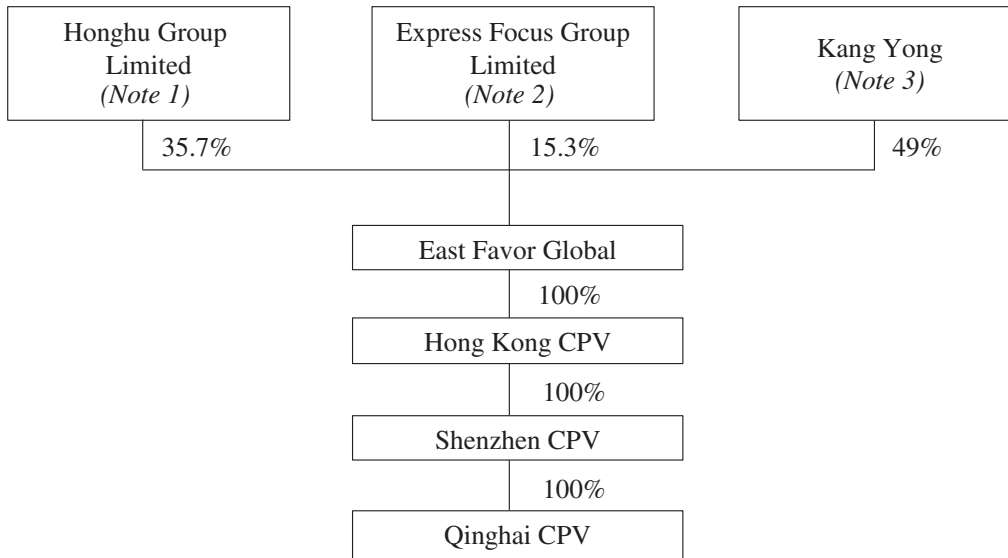 Honghu Group
Limited
(Note 1)
Express Focus Group
Limited
(Note 2)
Kang Yong
(Note 3)
35.7%
15.3%
49%
East Favor Global
100%
Hong Kong CPV
100%
Shenzhen CPV
100%
Qinghai CPV